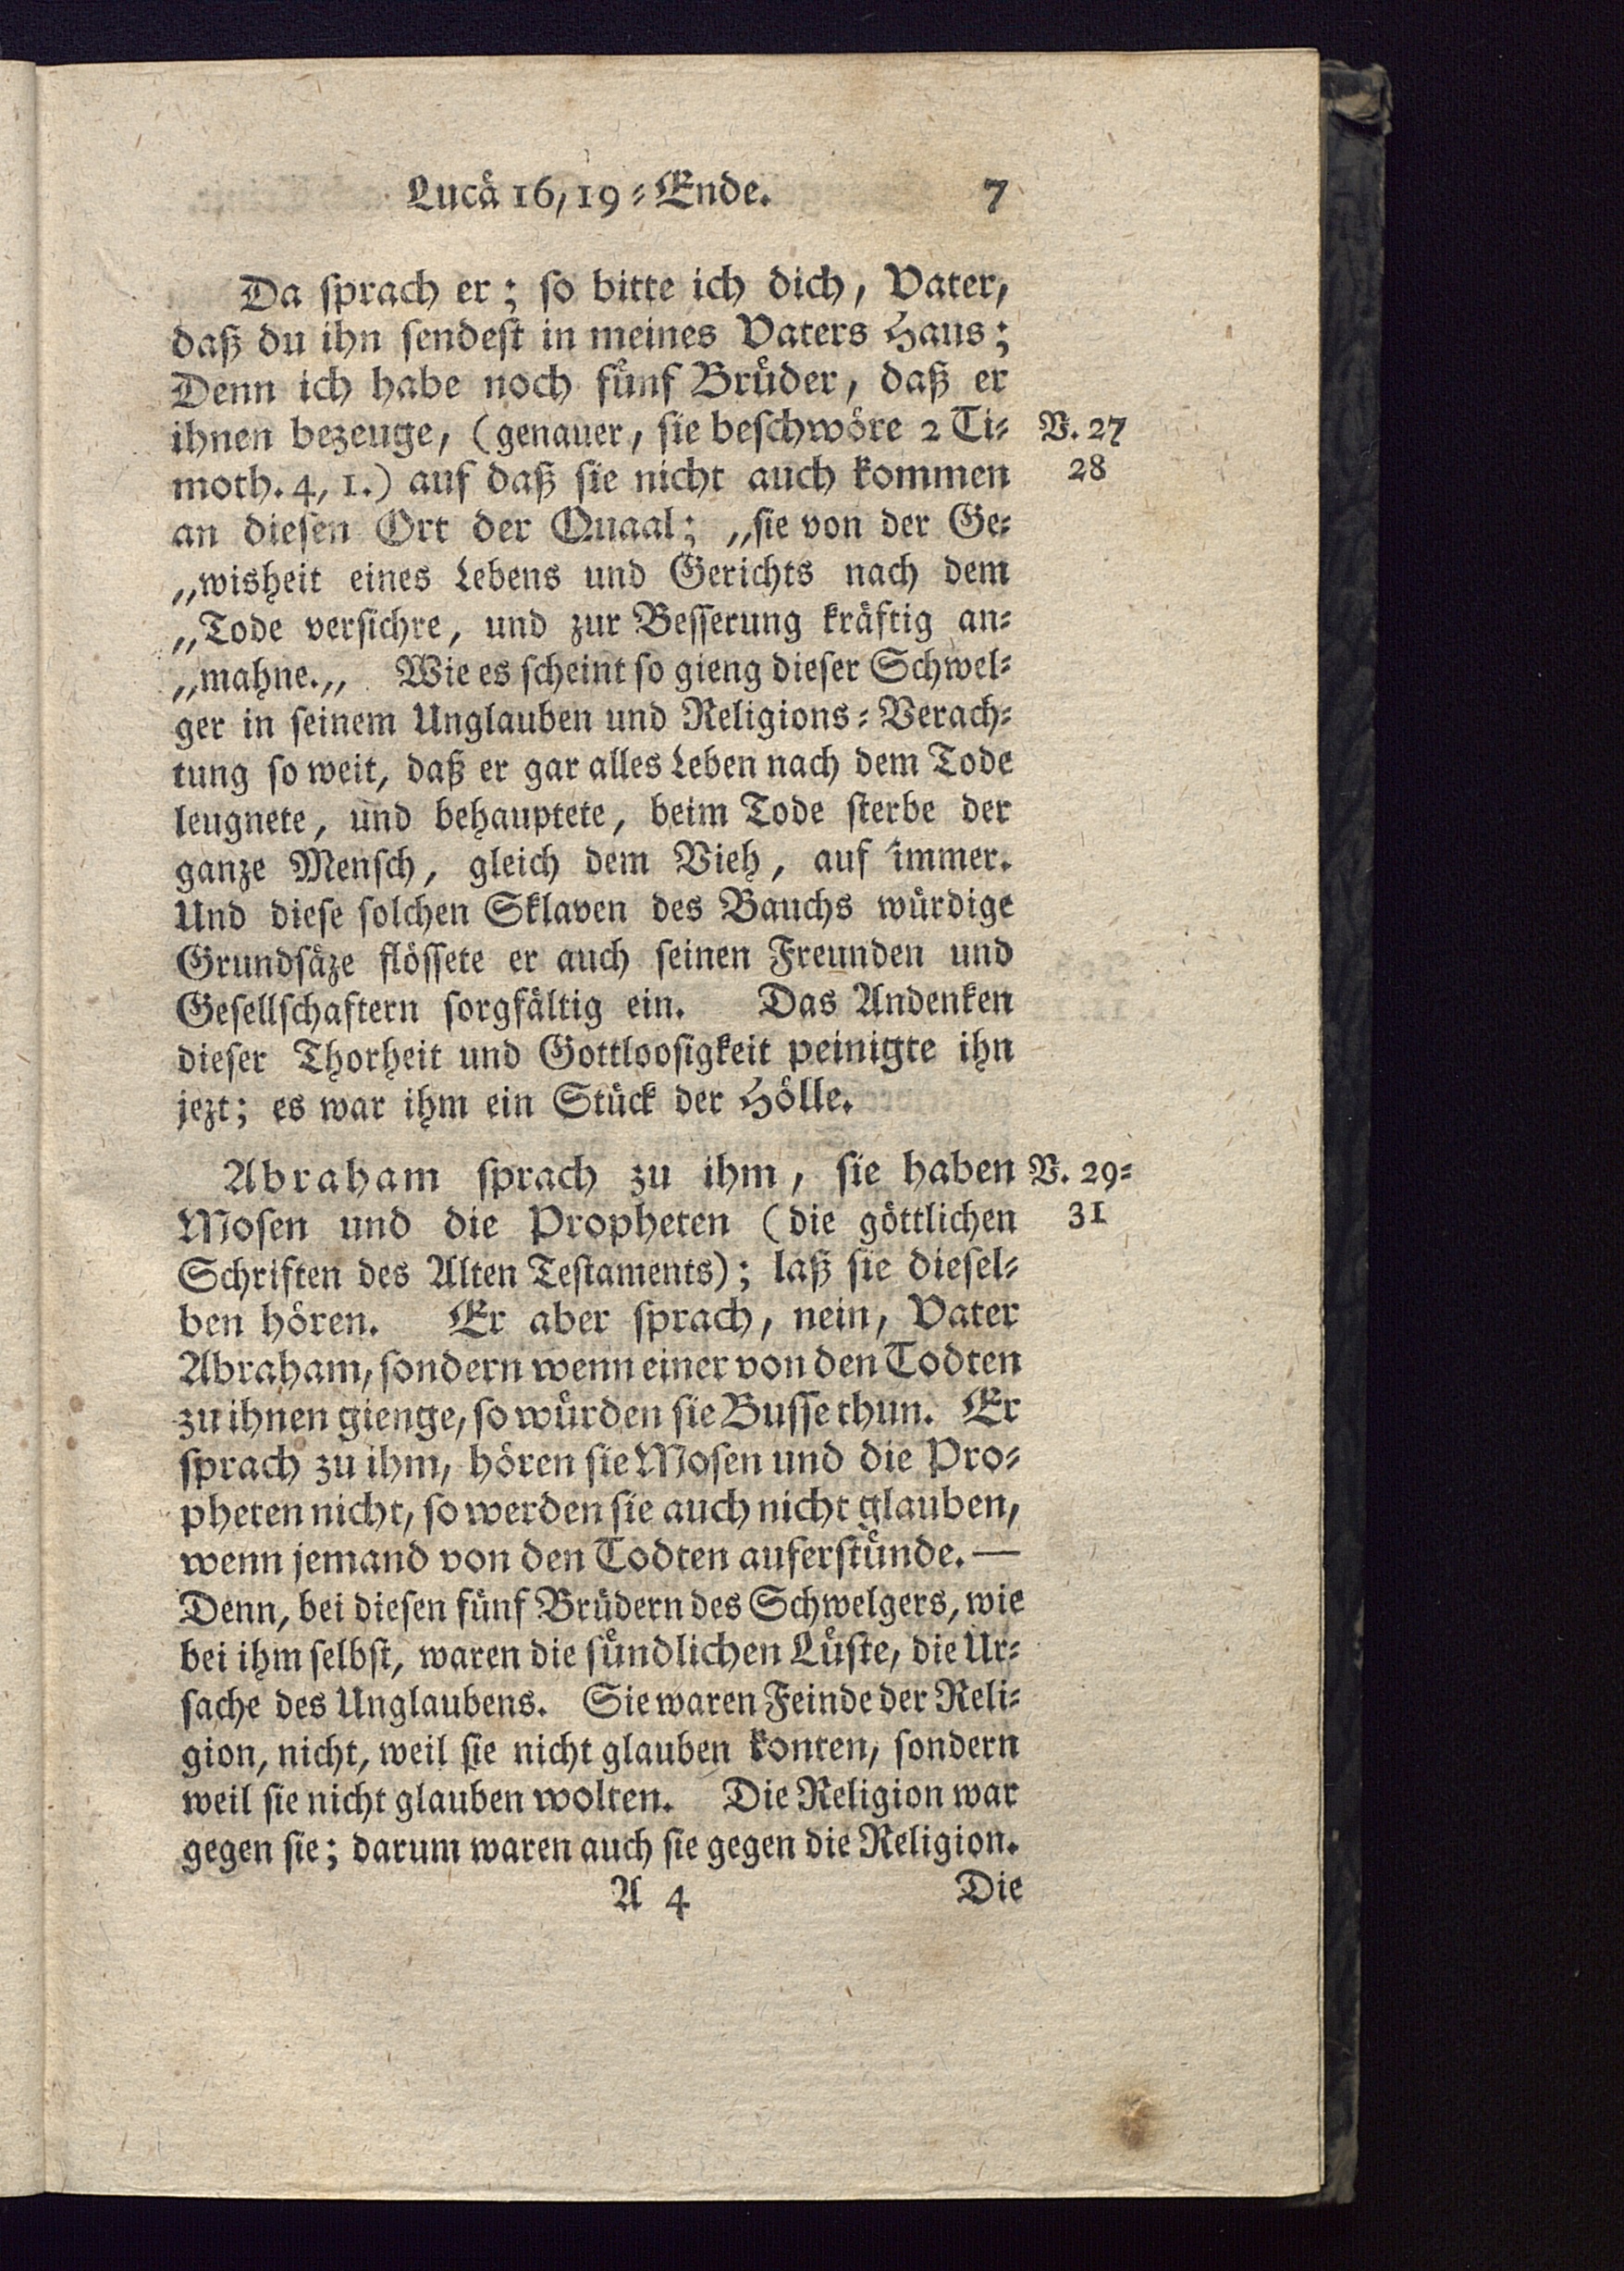 Lucä 16, 19 ⸗ Ende. 7
Da ſprach er; ſo bitte ich dich, Vater,
daß du ihn ſendeſt in meines Vaters Haus;
Denn ich habe noch fünf Brüder, daß er
ihnen bezeuge, (genauer, ſie beſchwöre 2 Ti⸗ V. 27
moth. 4, 1.) auf daß ſie nicht auch kommen 28
an dieſen Ort der Quaal; „ſie von der Ge⸗
„wisheit eines Lebens und Gerichts nach dem
„Tode verſichre, und zur Beſſerung kräftig an⸗
„mahne.„ Wie es ſcheint ſo gieng dieſer Schwel⸗
ger in ſeinem Unglauben und Religions⸗Verach⸗
tung ſo weit, daß er gar alles Leben nach dem Tode
leugnete, und behauptete, beim Tode ſterbe der
ganze Menſch, gleich dem Vieh, auf immer.
Und dieſe ſolchen Sklaven des Bauchs würdige
Grundſäze flöſſete er auch ſeinen Freunden und
Geſellſchaftern ſorgfältig ein. Das Andenken
dieſer Thorheit und Gottlooſigkeit peinigte ihn
jezt; es war ihm ein Stück der Hölle.
Abraham ſprach zu ihm, ſie haben V. 29⸗
Moſen und die Propheten (die göttlichen 31
Schriften des Alten Teſtaments); laß ſie dieſel⸗
ben hören. Er aber ſprach, nein, Vater
Abraham, ſondern wenn einer von den Todten
zu ihnen gienge, ſo würden ſie Buſſe thun. Er
ſprach zu ihm, hören ſie Moſen und die Pro⸗
pheten nicht, ſo werden ſie auch nicht glauben,
wenn jemand von den Todten auferſtünde. —
Denn, bei dieſen fünf Brüdern des Schwelgers, wie
bei ihm ſelbſt, waren die ſündlichen Lüſte, die Ur⸗
ſache des Unglaubens. Sie waren Feinde der Reli⸗
gion, nicht, weil ſie nicht glauben konten, ſondern
weil ſie nicht glauben wolten. Die Religion war
gegen ſie; darum waren auch ſie gegen die Religion.
A 4 Die